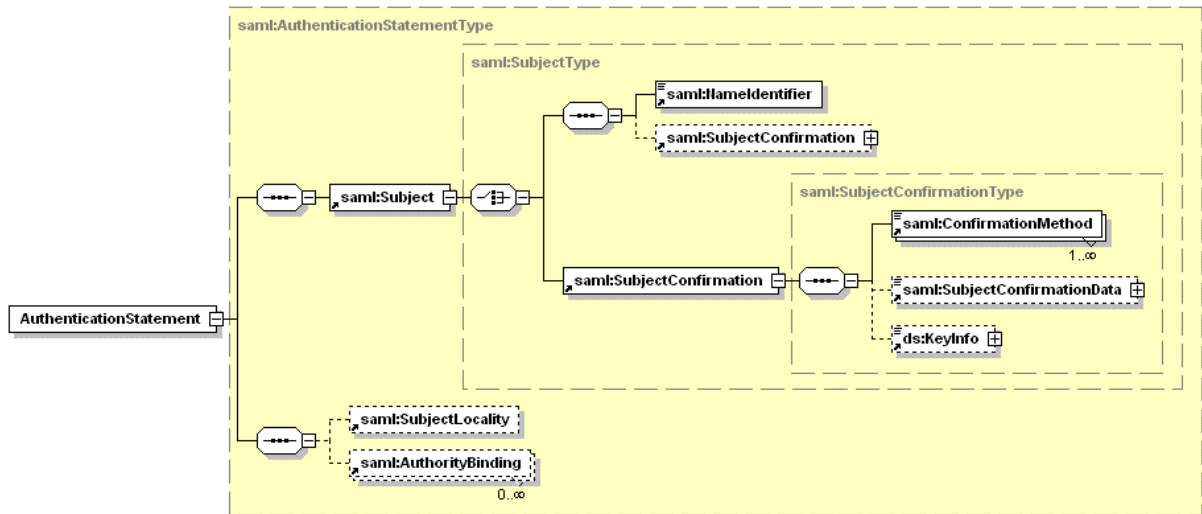 saml:AuthenticationStatementType
saml:SubjectType
saml:NameIdentifier
saml:SubjectConfirmation
saml:SubjectConfirmationType
saml:Subject
saml:ConfirmationMethod
1..∞
saml:SubjectConfirmation
saml:SubjectConfirmationData
AuthenticationStatement
ds:KeyInfo
saml:SubjectLocality
saml:AuthorityBinding
0..∞